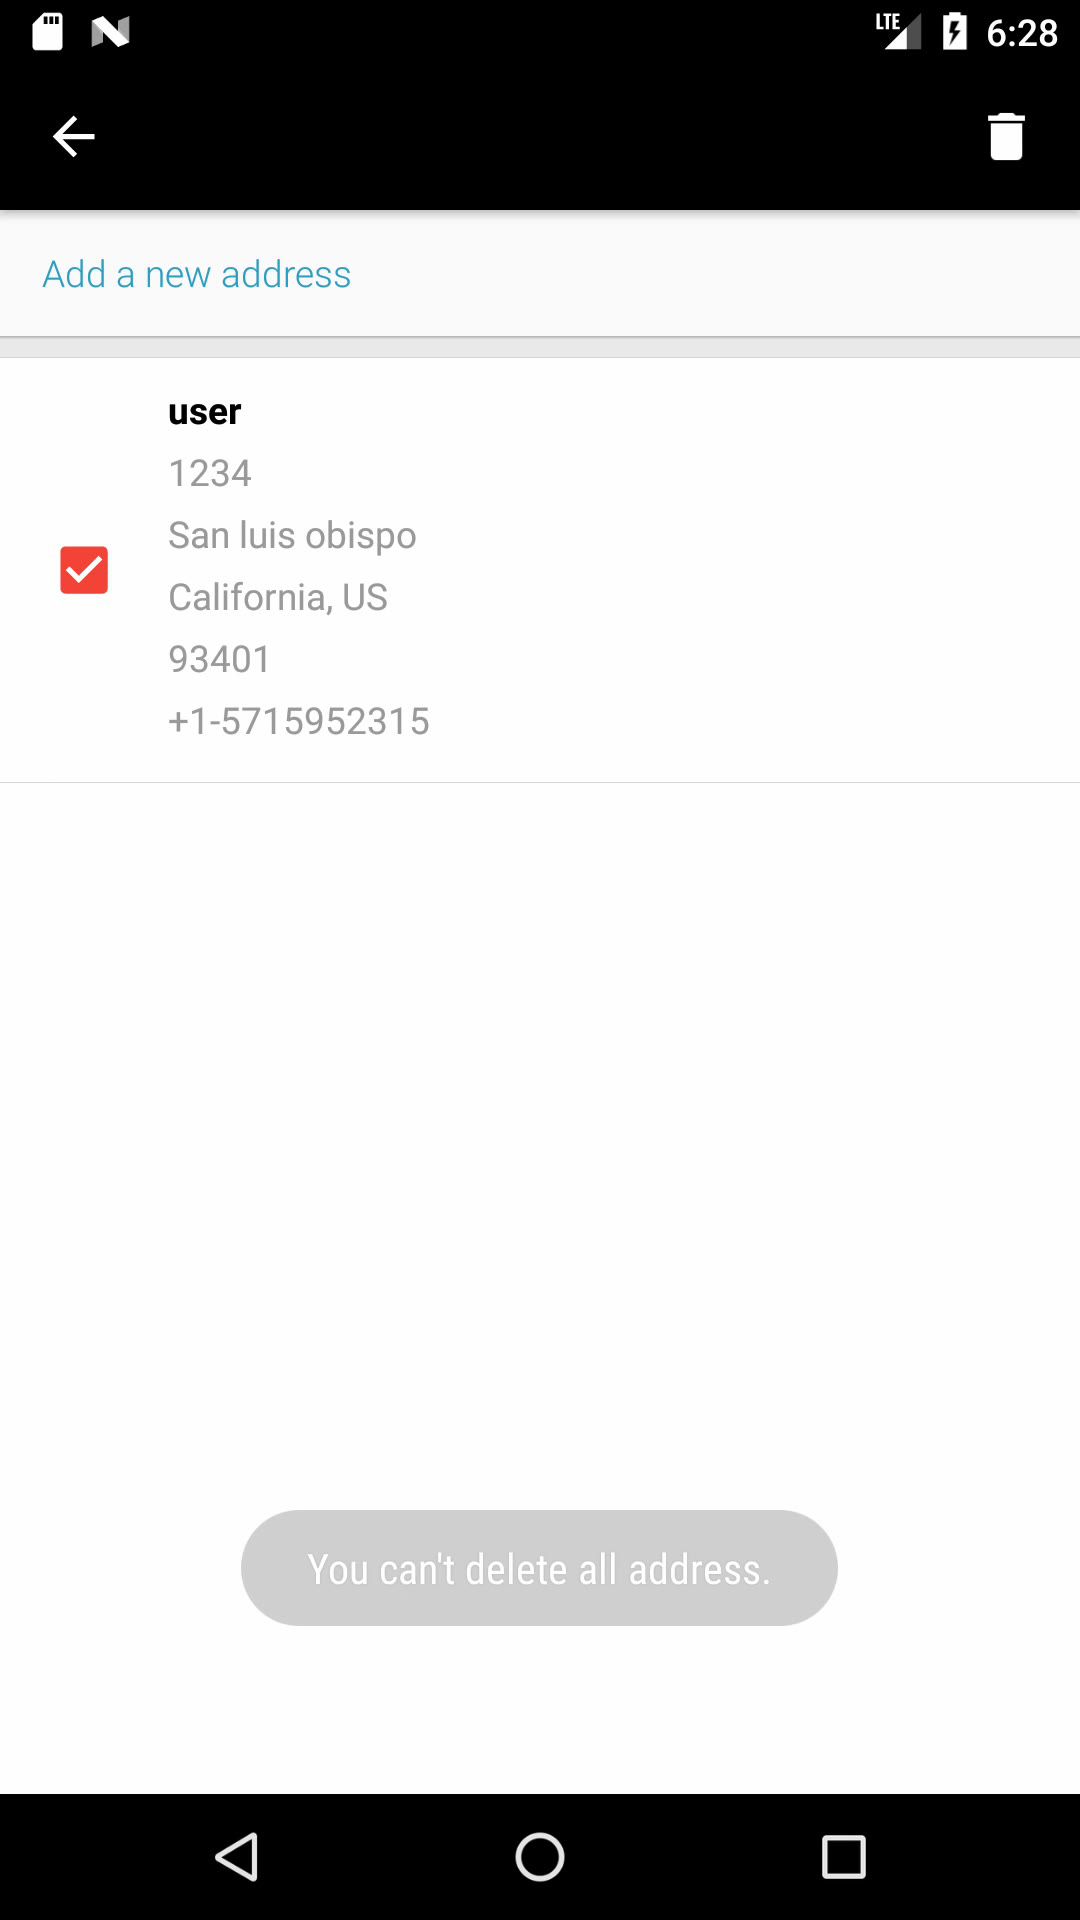 LTE 6:28
Add a new address
user
1234
San luis obispo
California, US
93401
+1-5715952315
You can't delete all address.